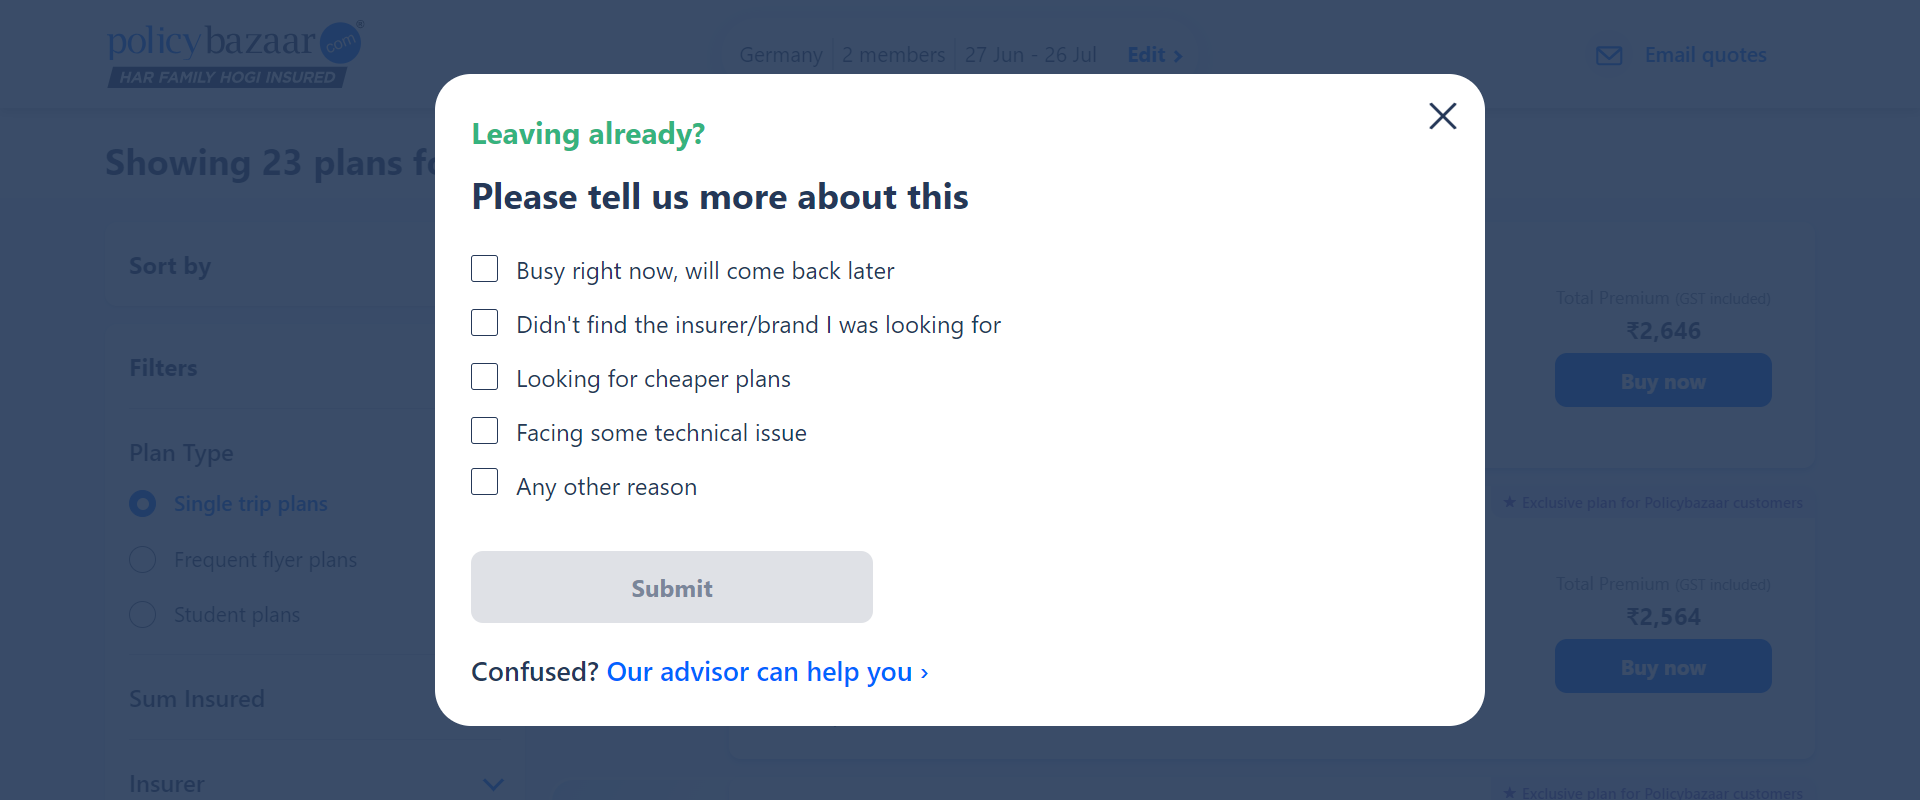 policybazaar.com®
HAR FAMILY HOGI INSURED
Germany 2 members 27 Jun - 26 Jul Edit ›
Email quotes
Showing 23 plans
Leaving already?
Please tell us more about this
Busy right now, will come back later
Didn't find the insurer/brand I was looking for
Looking for cheaper plans
Facing some technical issue
Any other reason
Submit
Confused? Our advisor can help you ›
Sort by
Filters
Plan Type
Single trip plans
Frequent flyer plans
Student plans
Sum Insured
Insurer
Total Premium (GST included)
₹2,646
Buy now
★ Exclusive plan for Policybazaar customers
Total Premium (GST included)
₹2,564
Buy now
★ Exclusive plan for Policybazaar customers